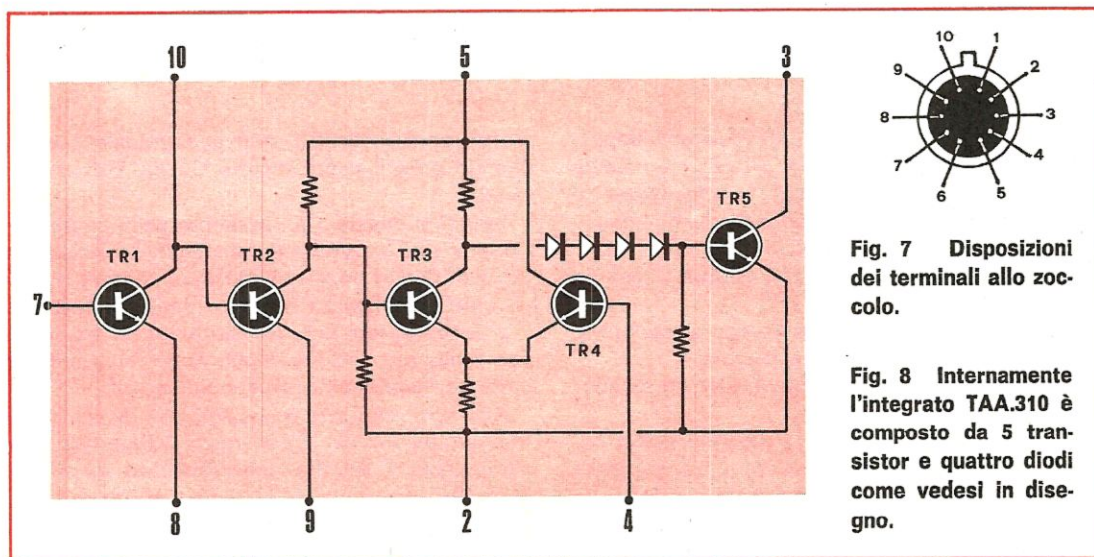 10
5
3
TR1
TR2
TR3
TR4
TR5
7
8
9
2
4
10
1
9
2
8
3
7
4
6
5
Fig. 7 Disposizioni
dei terminali allo zoc-
colo.
Fig. 8 Internamente
l'integrato TAA.310 è
composto da 5 tran-
sistor e quattro diodi
come vedesi in dise-
gno.